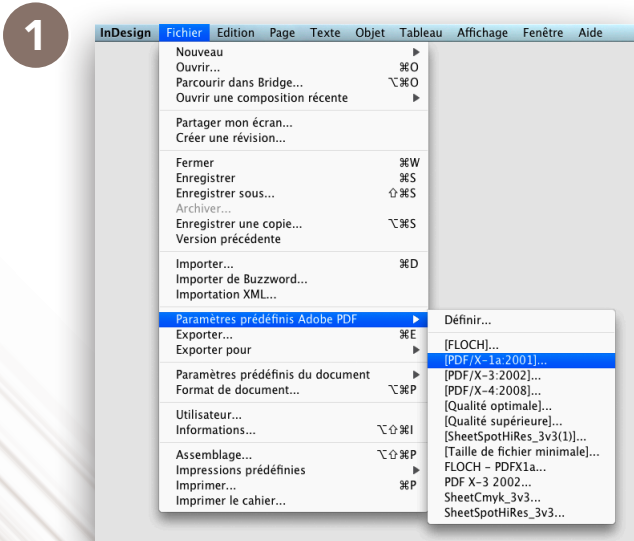 1
InDesign Fichier Edition Page Texte Objet Tableau Affichage Fenêtre Aide
Nouveau ▶
Ouvrir... ⌘O
Parcourir dans Bridge... ⌥⌘O
Ouvrir une composition récente ▶
Partager mon écran...
Créer une révision...
Fermer ⌘W
Enregistrer ⌘S
Enregistrer sous... ⇧⌘S
Archiver...
Enregistrer une copie... ⌥⌘S
Version précédente
Importer... ⌘D
Importer de Buzzword...
Importation XML...
Paramètres prédéfinis Adobe PDF ▶
Exporter... ⌘E
Exporter pour ▶
Paramètres prédéfinis du document ▶
Format de document... ⌥⌘P
Utilisateur...
Informations... ⌥⇧⌘I
Assemblage... ⌥⇧⌘P
Impressions prédéfinies ▶
Imprimer... ⌘P
Imprimer le cahier...
Définir...
[FLOCH]...
[PDF/X-1a:2001]...
[PDF/X-3:2002]...
[PDF/X-4:2008]...
[Qualité optimale]...
[Qualité supérieure]...
[SheetSpotHiRes_3v3(1)]...
[Taille de fichier minimale]...
FLOCH - PDFX1a...
PDF X-3 2002...
SheetCmyk_3v3...
SheetSpotHiRes_3v3...